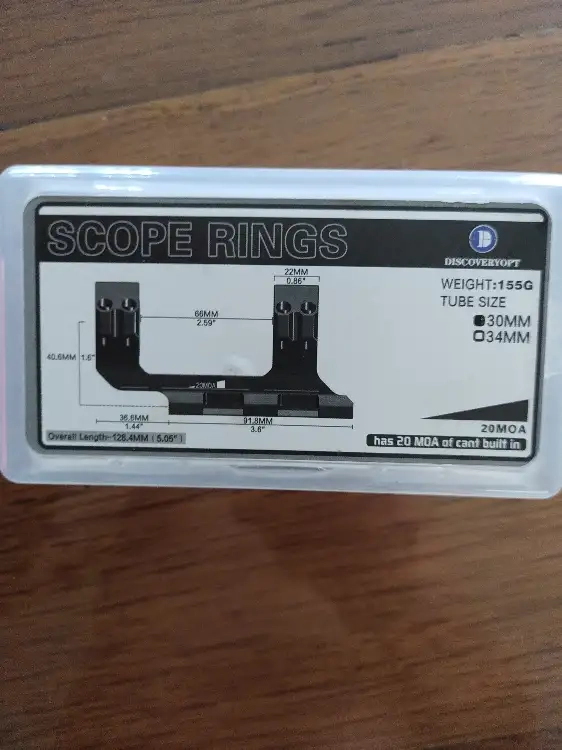 SCOPE RINGS
DISCOVERYOPT
WEIGHT:155G
TUBE SIZE
30MM
34MM
22MM
0.86"
66MM
2.59"
40.6MM
1.6"
20MOA
36.6MM
1.44"
91.8MM
3.6"
Overall Length-128.4MM ( 5.05" )
20MOA
has 20 MOA of cant built in